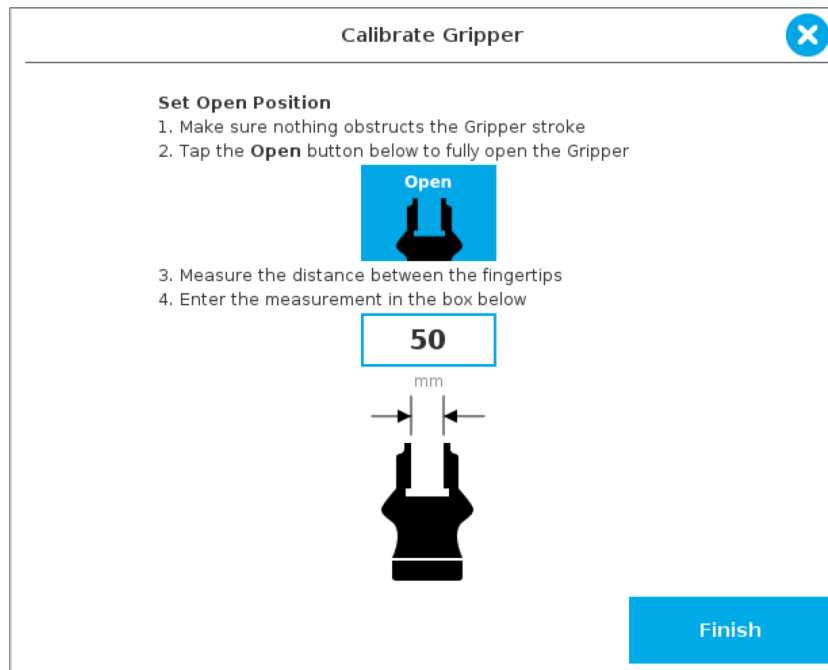 Calibrate Gripper
Set Open Position
1. Make sure nothing obstructs the Gripper stroke
2. Tap the Open button below to fully open the Gripper
Open
3. Measure the distance between the fingertips
4. Enter the measurement in the box below
50
mm
Finish